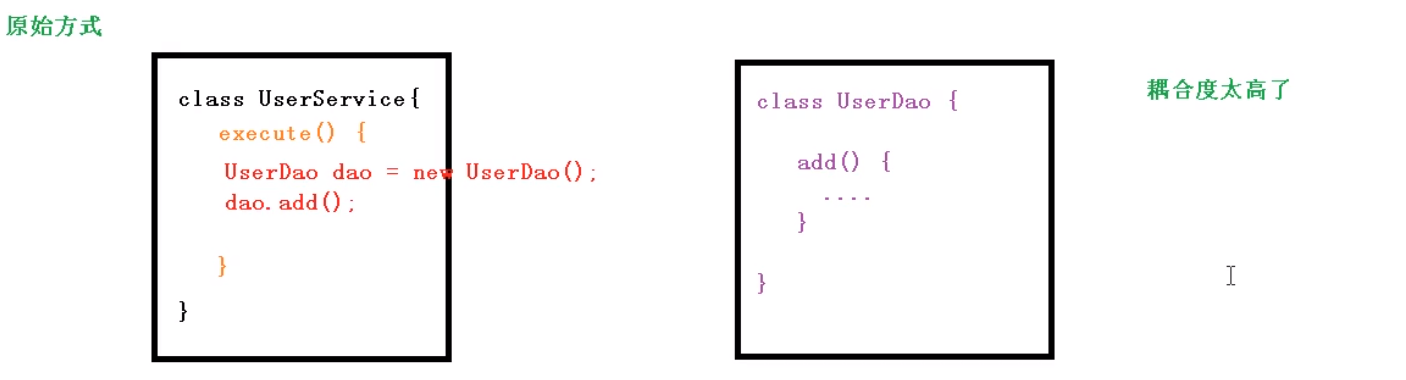 原始方式
class UserService{
execute() {
UserDao dao = new UserDao();
dao.add();
}
}
class UserDao {
add() {
....
}
}
耦合度太高了